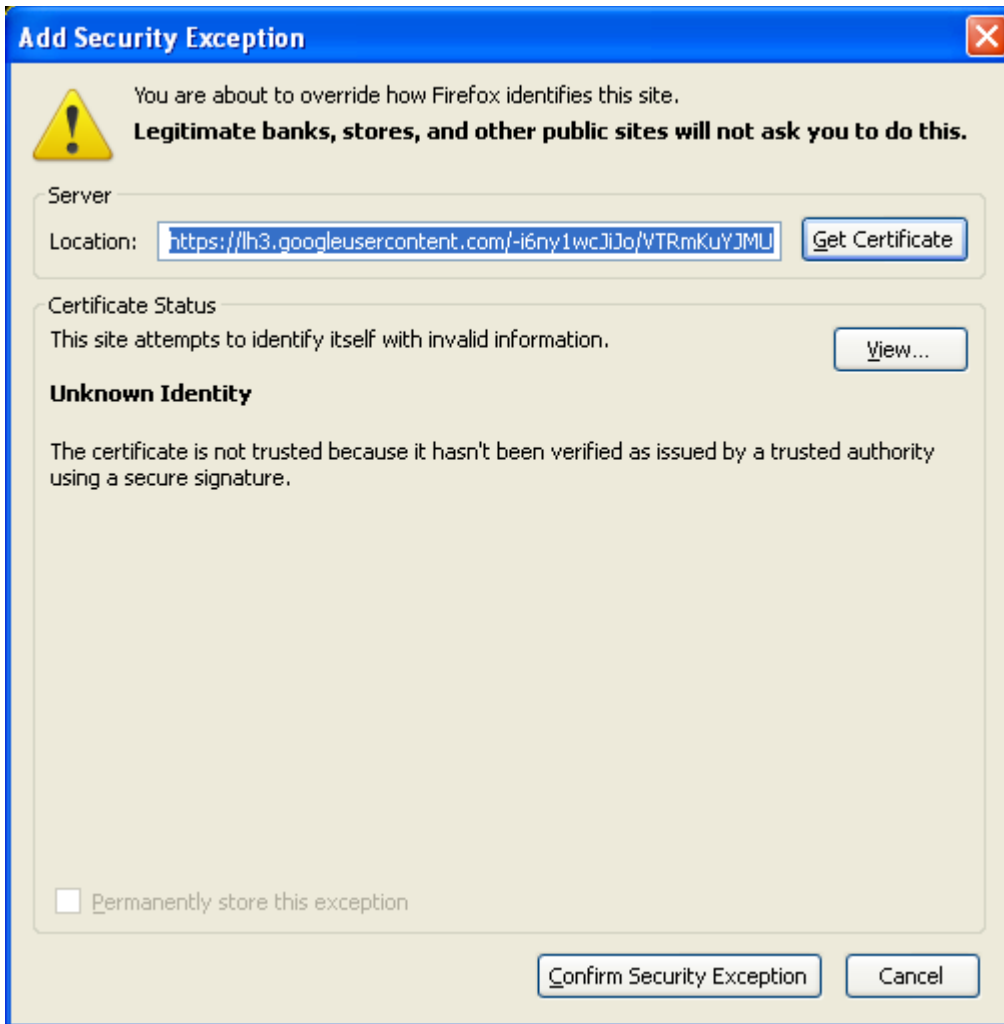 Add Security Exception
You are about to override how Firefox identifies this site.
Legitimate banks, stores, and other public sites will not ask you to do this.
Server
Location: https://lh3.googleusercontent.com/-i6ny1wcJiJo/VTRmKuYJMU Get Certificate
Certificate Status
This site attempts to identify itself with invalid information.
View...
Unknown Identity
The certificate is not trusted because it hasn't been verified as issued by a trusted authority
using a secure signature.
Permanently store this exception
Confirm Security Exception Cancel